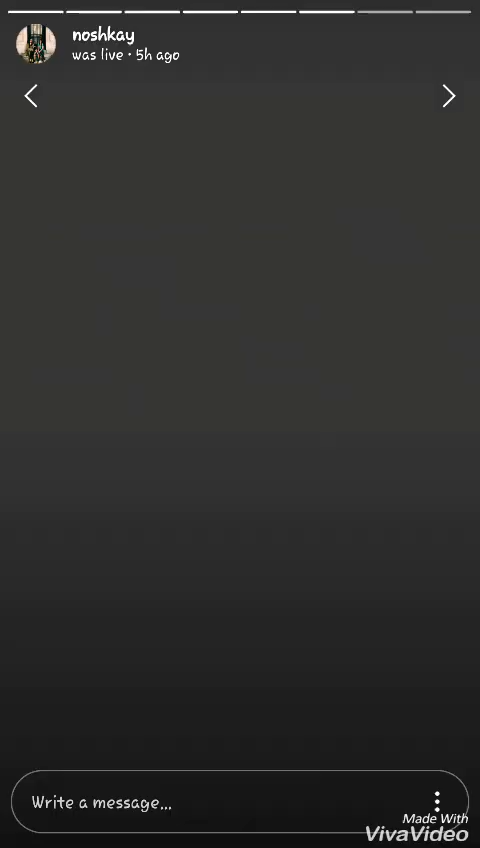 noshkay
was live • 5h ago
Write a message...
Made With
VivaVideo